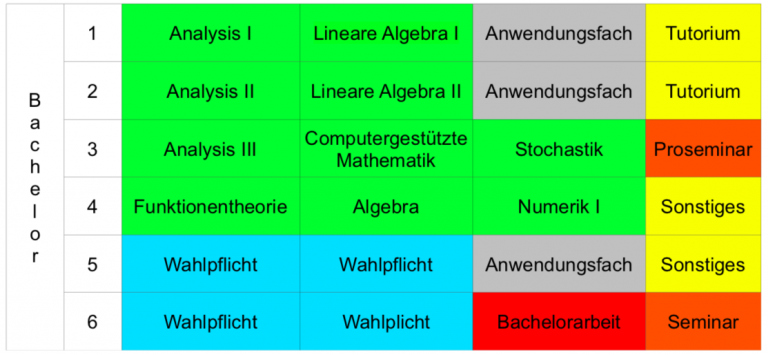 Bachelor
1 Analysis I Lineare Algebra I Anwendungsfach Tutorium
2 Analysis II Lineare Algebra II Anwendungsfach Tutorium
3 Analysis III Computergestützte Mathematik Stochastik Proseminar
4 Funktionentheorie Algebra Numerik I Sonstiges
5 Wahlpflicht Wahlpflicht Anwendungsfach Sonstiges
6 Wahlpflicht Wahlplicht Bachelorarbeit Seminar